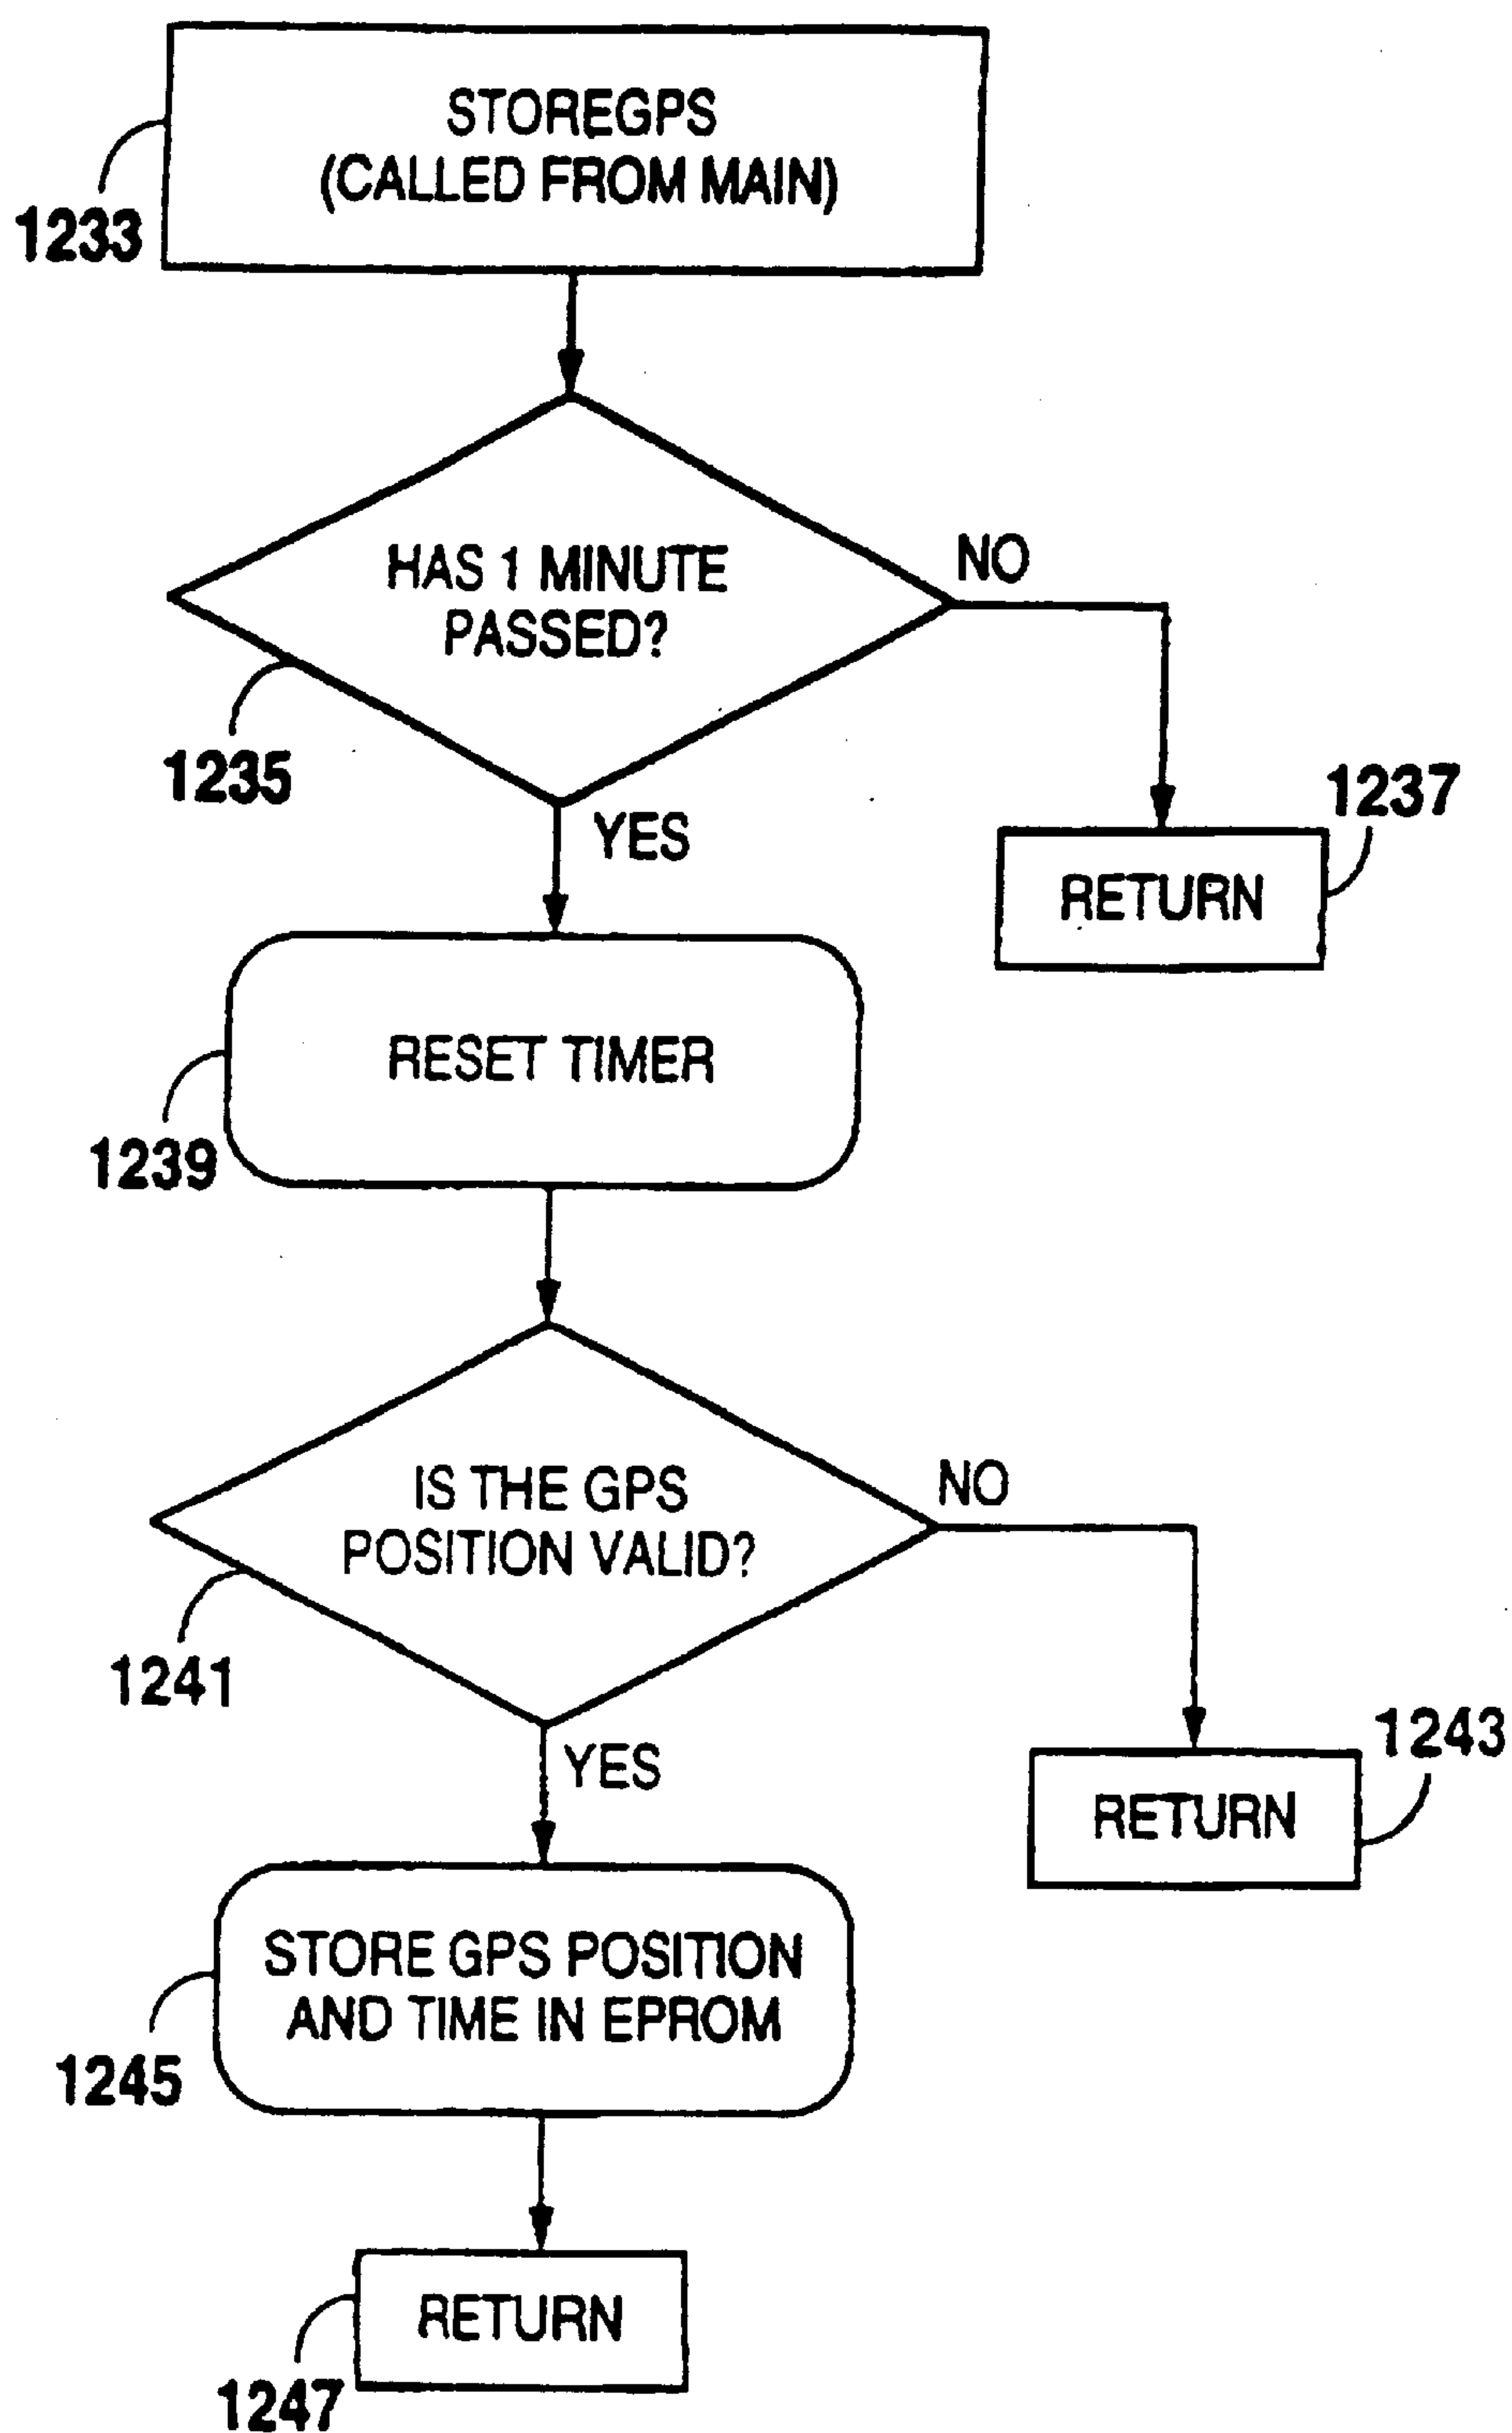 STOREGPS
(CALLED FROM MAIN)
1233
HAS 1 MINUTE
PASSED?
NO
1235
YES
1237
RETURN
RESET TIMER
1239
IS THE GPS
POSITION VALID?
NO
1241
YES
1243
RETURN
STORE GPS POSITION
AND TIME IN EPROM
1245
RETURN
1247